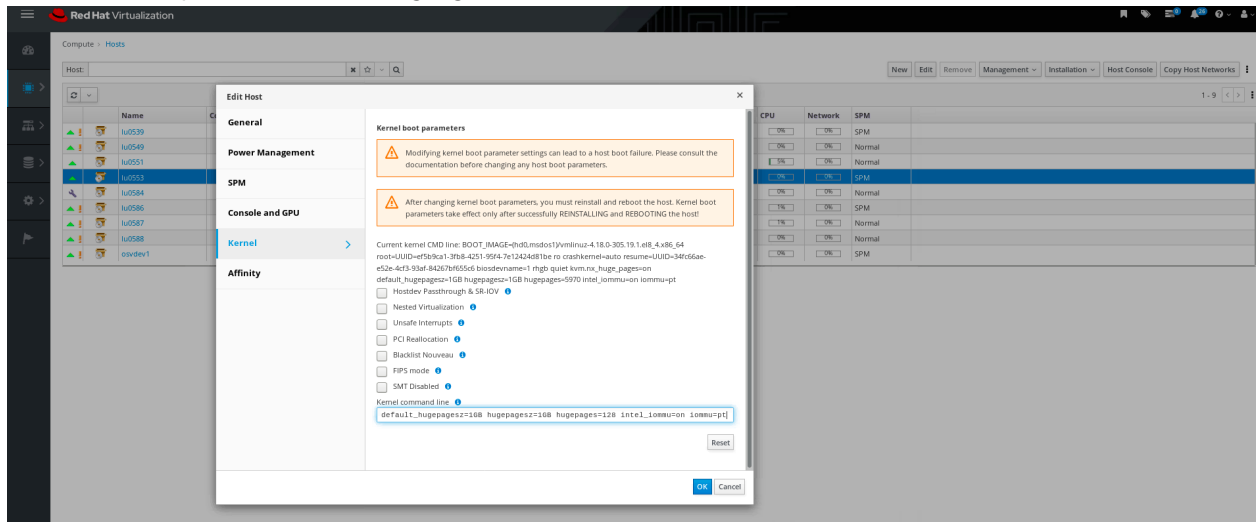 Red Hat Virtualization
Compute > Hosts
Host:
New Edit Remove Management Installation Host Console Copy Host Networks
1 - 9
Name CPU Network SPM
lu0539 0% 0% SPM
lu0549 0% 0% Normal
lu0551 5% 0% Normal
lu0553 0% 0% SPM
lu0584 0% 0% Normal
lu0586 1% 0% SPM
lu0587 1% 0% Normal
lu0588 0% 0% Normal
osvdev1 0% 0% SPM
Edit Host
General
Power Management
SPM
Console and GPU
Kernel
Affinity
Kernel boot parameters
Modifying kernel boot parameter settings can lead to a host boot failure. Please consult the
documentation before changing any host boot parameters.
After changing kernel boot parameters, you must reinstall and reboot the host. Kernel boot
parameters take effect only after successfully REINSTALLING and REBOOTING the host!
Current kernel CMD line: BOOT_IMAGE=(hd0,msdos1)/vmlinuz-4.18.0-305.19.1.el8_4.x86_64
root=UUID=ef5b9ca1-3fb8-4251-95f4-7e12424d81be ro crashkernel=auto resume=UUID=34fc66ae-
e52e-4cf3-93af-84267bf655c6 biosdevname=1 rhgb quiet kvm.nx_huge_pages=on
default_hugepagesz=1GB hugepagesz=1GB hugepages=5970 intel_iommu=on iommu=pt
Hostdev Passthrough & SR-IOV
Nested Virtualization
Unsafe Interrupts
PCI Reallocation
Blacklist Nouveau
FIPS mode
SMT Disabled
Kernel command line
default_hugepagesz=1GB hugepagesz=1GB hugepages=128 intel_iommu=on iommu=pt
Reset
OK Cancel